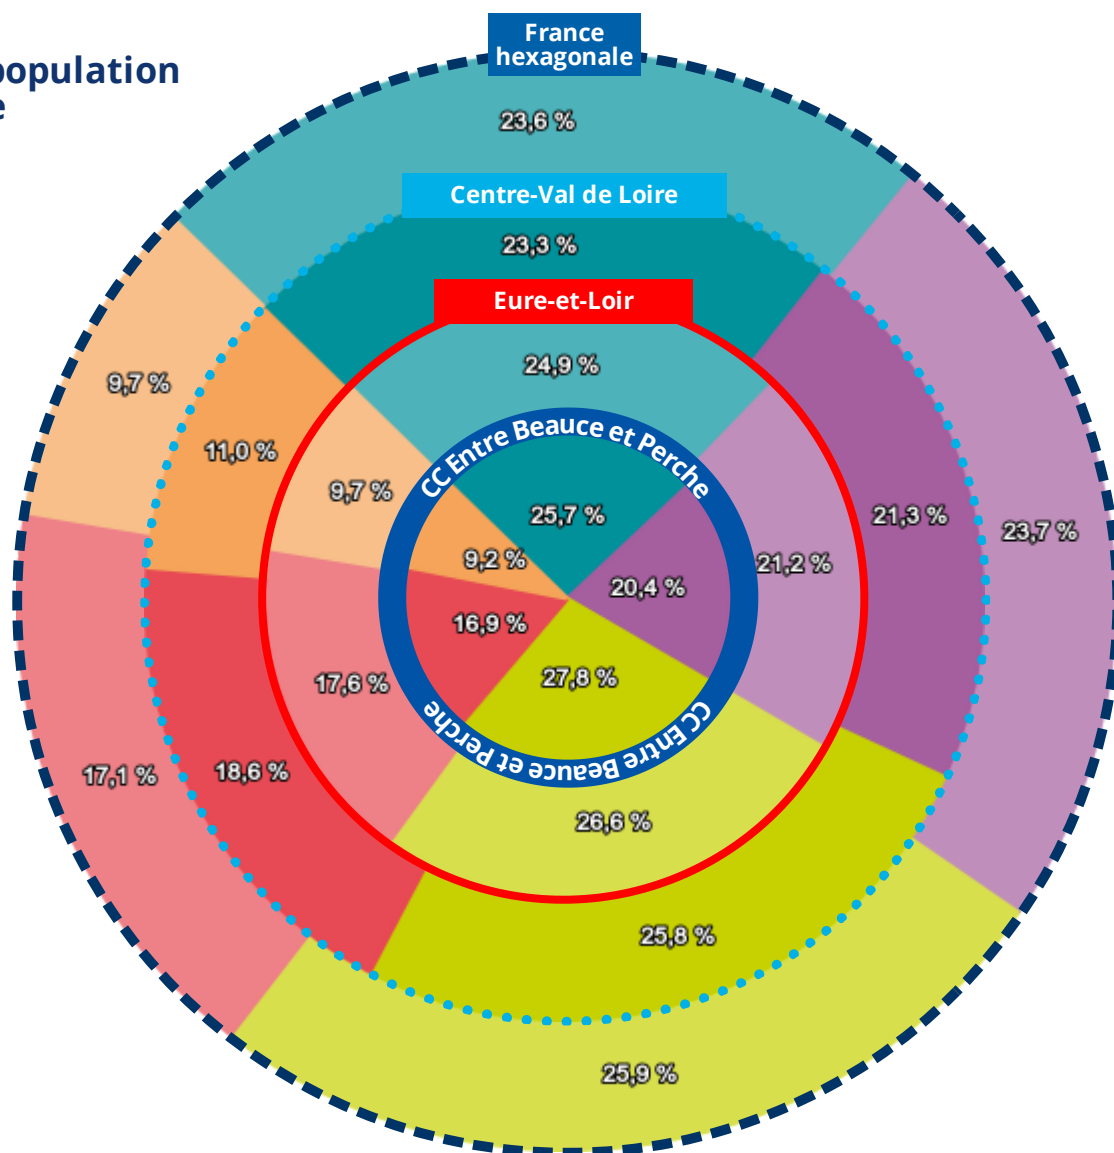 France
hexagonale
population
e
23,6 %
Centre-Val de Loire
23,3 %
Eure-et-Loir
24,9 %
9,7 %
11,0 %
9,7 %
CC Entre Beauce et Perche
25,7 %
21,3 %
23,7 %
9,2 %
21,2 %
20,4 %
16,9 %
27,8 %
17,6 %
CC Entre Beauce et Perche
17,1 %
18,6 %
26,6 %
25,8 %
25,9 %